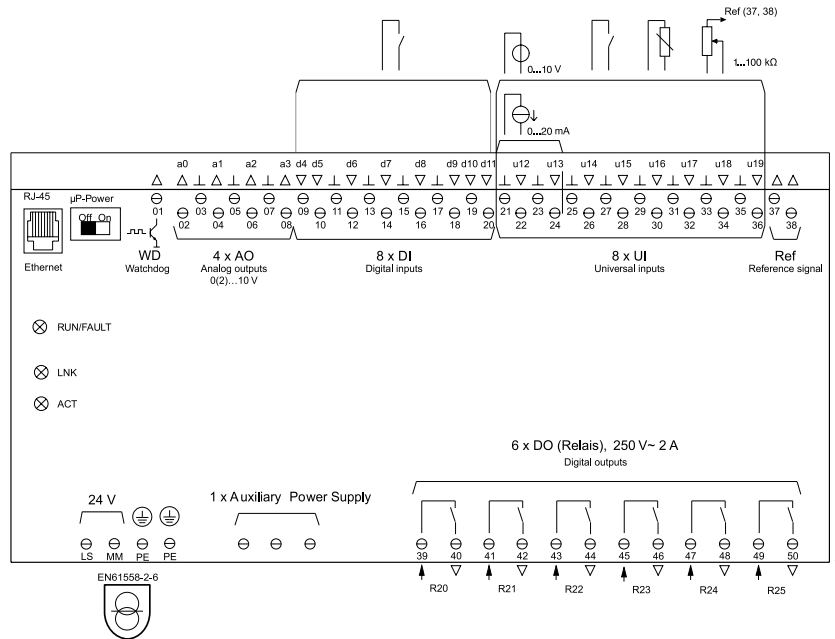 Ref (37, 38)
0...10 V
1...100 kΩ
0...20 mA
a0 a1 a2 a3 d4 d5 d6 d7 d8 d9 d10 d11 u12 u13 u14 u15 u16 u17 u18 u19
RJ-45 µP-Power
Off On
01 03 05 07 09 11 13 15 17 19 21 23 25 27 29 31 33 35 37
02 04 06 08 10 12 14 16 18 20 22 24 26 28 30 32 34 36 38
Ethernet
WD
Watchdog
4 x AO
Analog outputs
0(2)...10 V
8 x DI
Digital inputs
8 x UI
Universal inputs
Ref
Reference signal
RUN/FAULT
LNK
ACT
6 x DO (Relais), 250 V~ 2 A
Digital outputs
24 V
1 x Auxiliary Power Supply
LS MM PE PE
39 40 41 42 43 44 45 46 47 48 49 50
R20 R21 R22 R23 R24 R25
EN61558-2-6